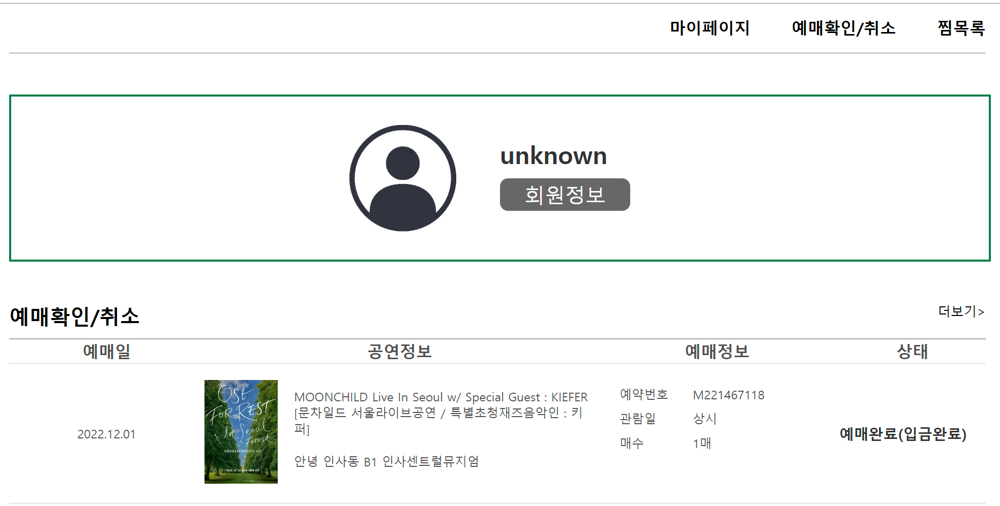 마이페이지 예매확인/취소 찜목록
unknown
회원정보
예매확인/취소 더보기>
예매일 공연정보 예매정보 상태
2022.12.01
OST
FOR REST
in Seoul
Forest
DRAMA SYMPHONY 2022
MOONCHILD Live In Seoul w/ Special Guest : KIEFER
[문차일드 서울라이브공연 / 특별초청재즈음악인 : 키
퍼]
안녕 인사동 B1 인사센트럴뮤지엄
예약번호 M221467118
관람일 상시
매수 1매
예매완료(입금완료)